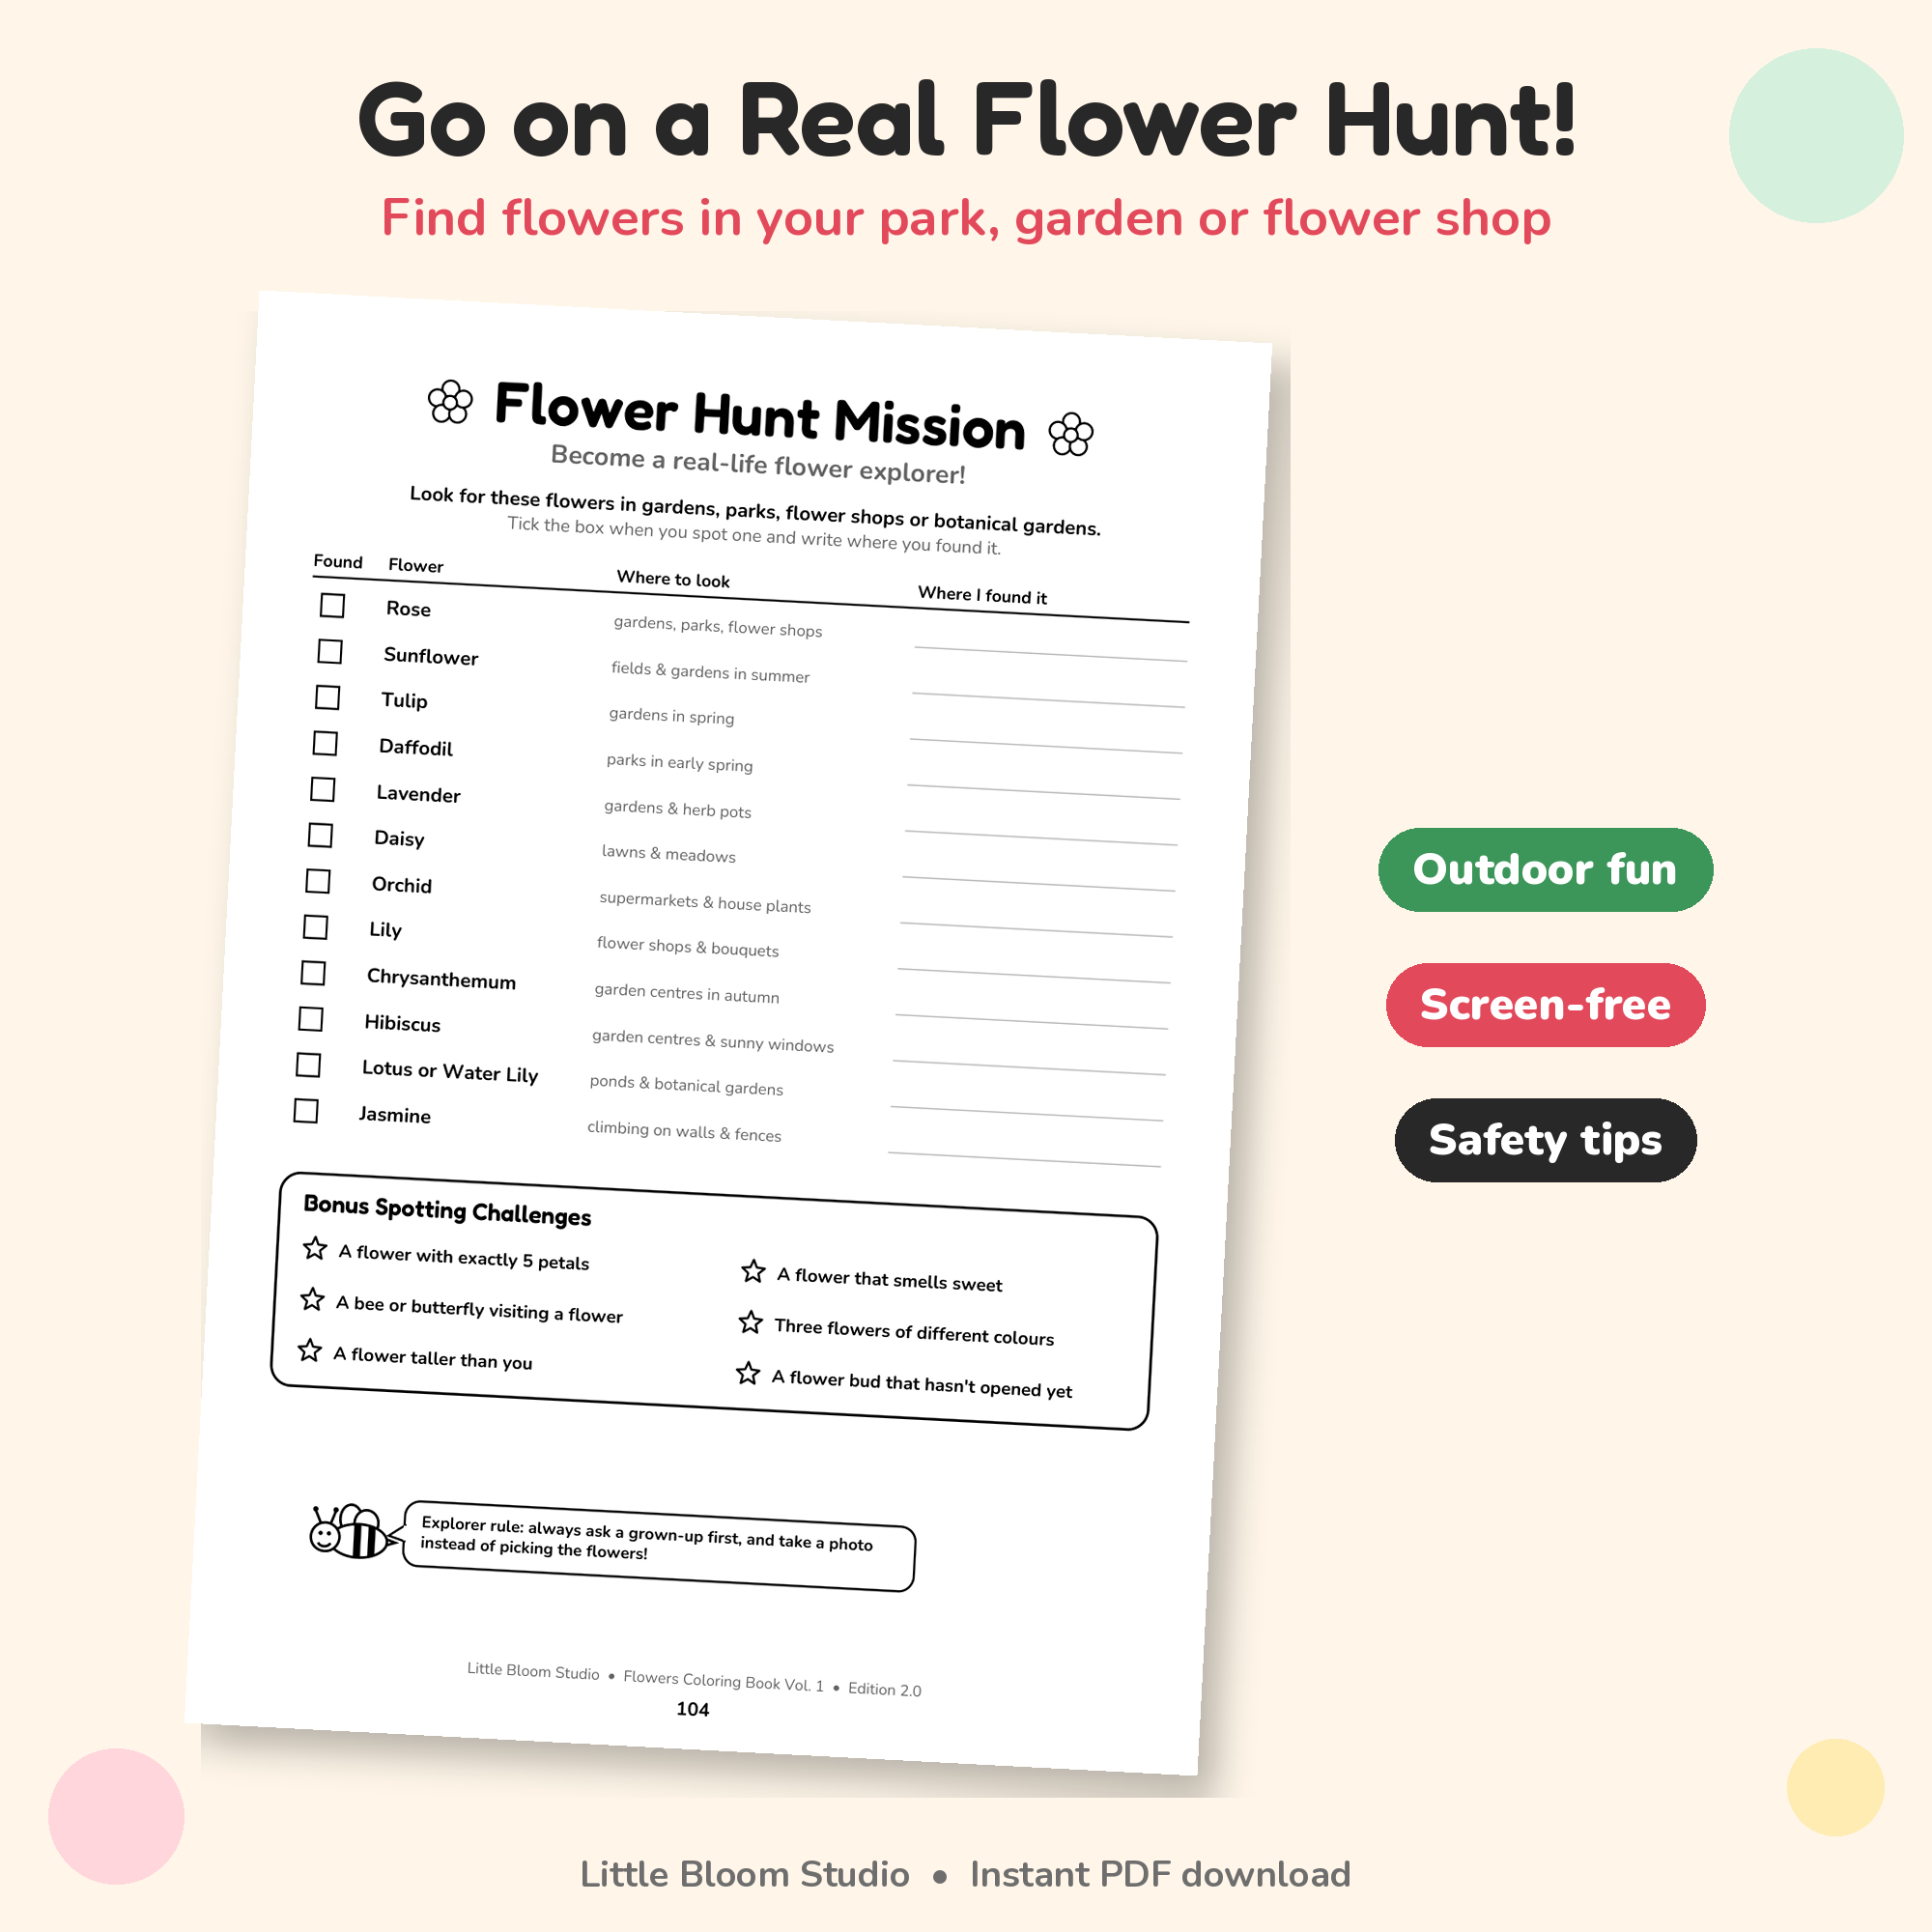 Go on a Real Flower Hunt!
Find flowers in your park, garden or flower shop
Flower Hunt Mission
Become a real-life flower explorer!
Look for these flowers in gardens, parks, flower shops or botanical gardens.
Tick the box when you spot one and write where you found it.
Found Flower Where to look Where I found it
Rose gardens, parks, flower shops
Sunflower fields & gardens in summer
Tulip gardens in spring
Daffodil parks in early spring
Lavender gardens & herb pots
Daisy lawns & meadows
Orchid supermarkets & house plants
Lily flower shops & bouquets
Chrysanthemum garden centres in autumn
Hibiscus garden centres & sunny windows
Lotus or Water Lily ponds & botanical gardens
Jasmine climbing on walls & fences
Bonus Spotting Challenges
A flower with exactly 5 petals A flower that smells sweet
A bee or butterfly visiting a flower Three flowers of different colours
A flower taller than you A flower bud that hasn't opened yet
Explorer rule: always ask a grown-up first, and take a photo
instead of picking the flowers!
Little Bloom Studio • Flowers Coloring Book Vol. 1 • Edition 2.0
104
Outdoor fun
Screen-free
Safety tips
Little Bloom Studio • Instant PDF download